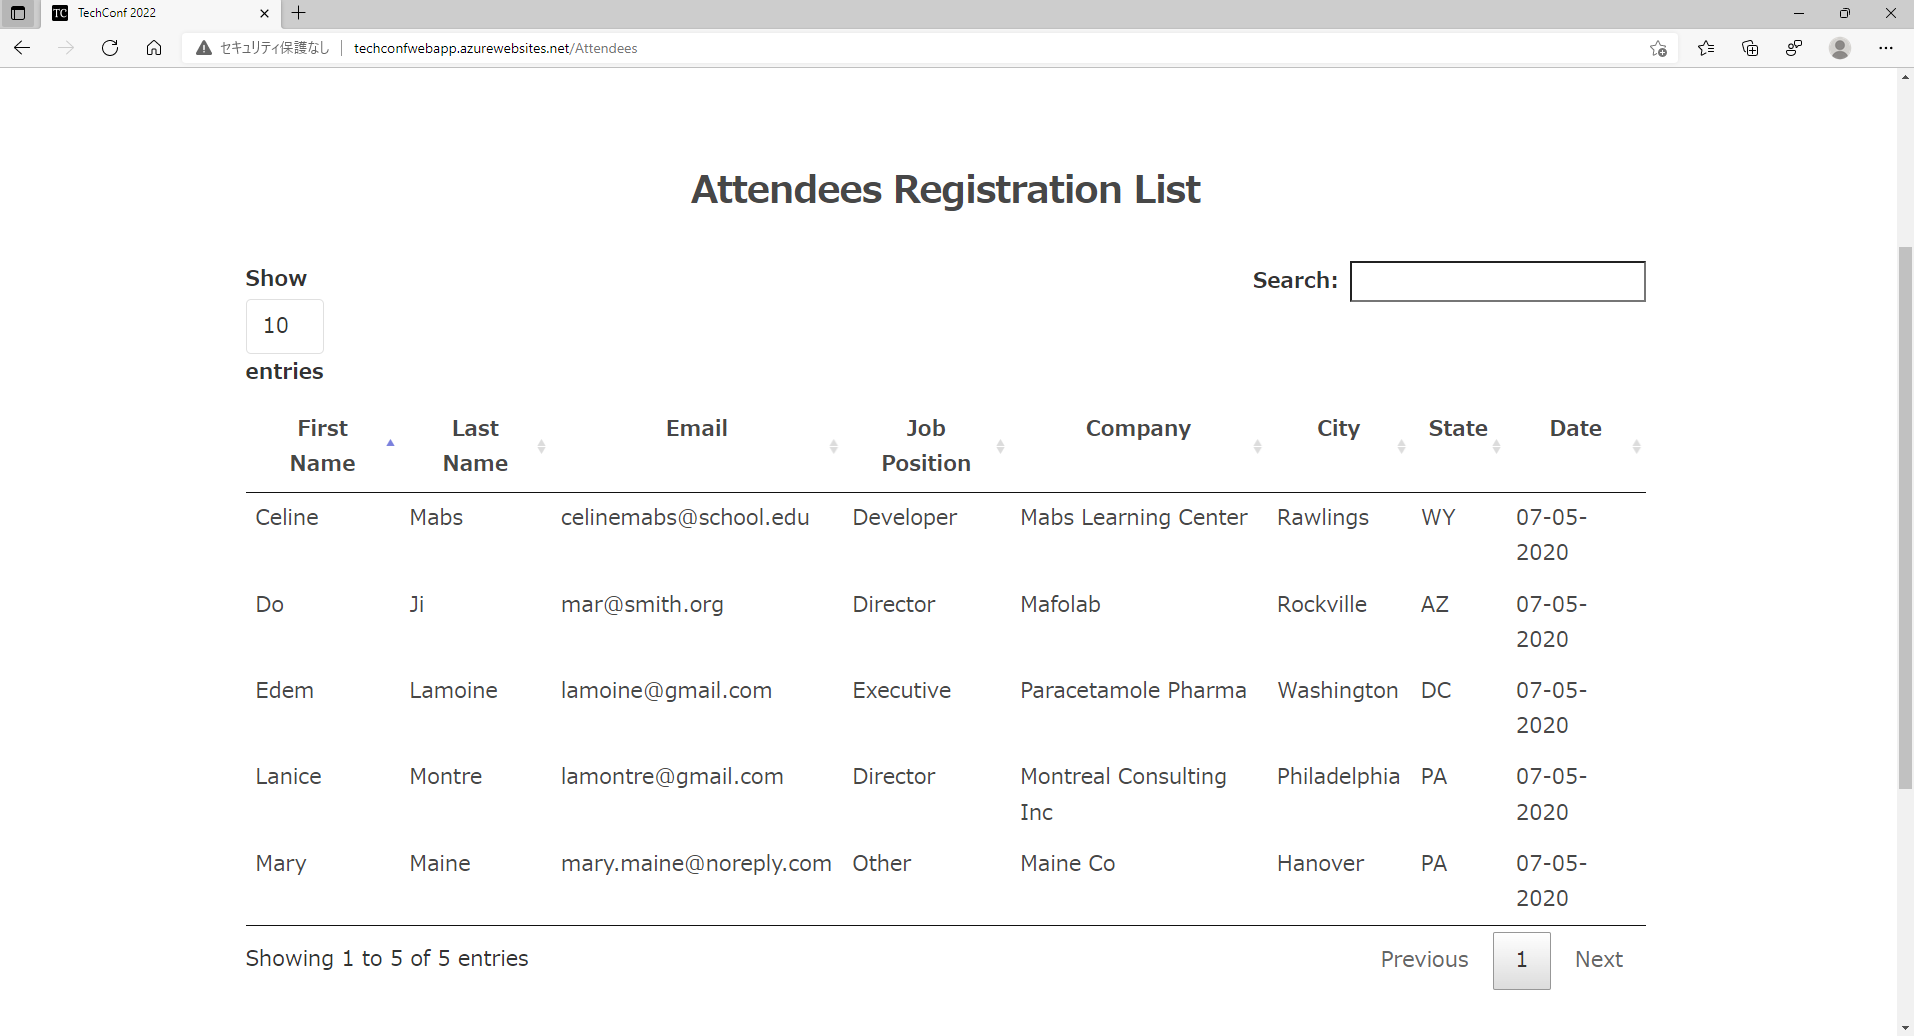 TC TechConf 2022
セキュリティ保護なし techconfwebapp.azurewebsites.net/Attendees
Attendees Registration List
Show
10
entries
Search:
First Name Last Name Email Job Position Company City State Date
Celine Mabs celinemabs@school.edu Developer Mabs Learning Center Rawlings WY 07-05-2020
Do Ji mar@smith.org Director Mafolab Rockville AZ 07-05-2020
Edem Lamoine lamoine@gmail.com Executive Paracetamole Pharma Washington DC 07-05-2020
Lanice Montre lamontre@gmail.com Director Montreal Consulting Inc Philadelphia PA 07-05-2020
Mary Maine mary.maine@noreply.com Other Maine Co Hanover PA 07-05-2020
Showing 1 to 5 of 5 entries
Previous 1 Next